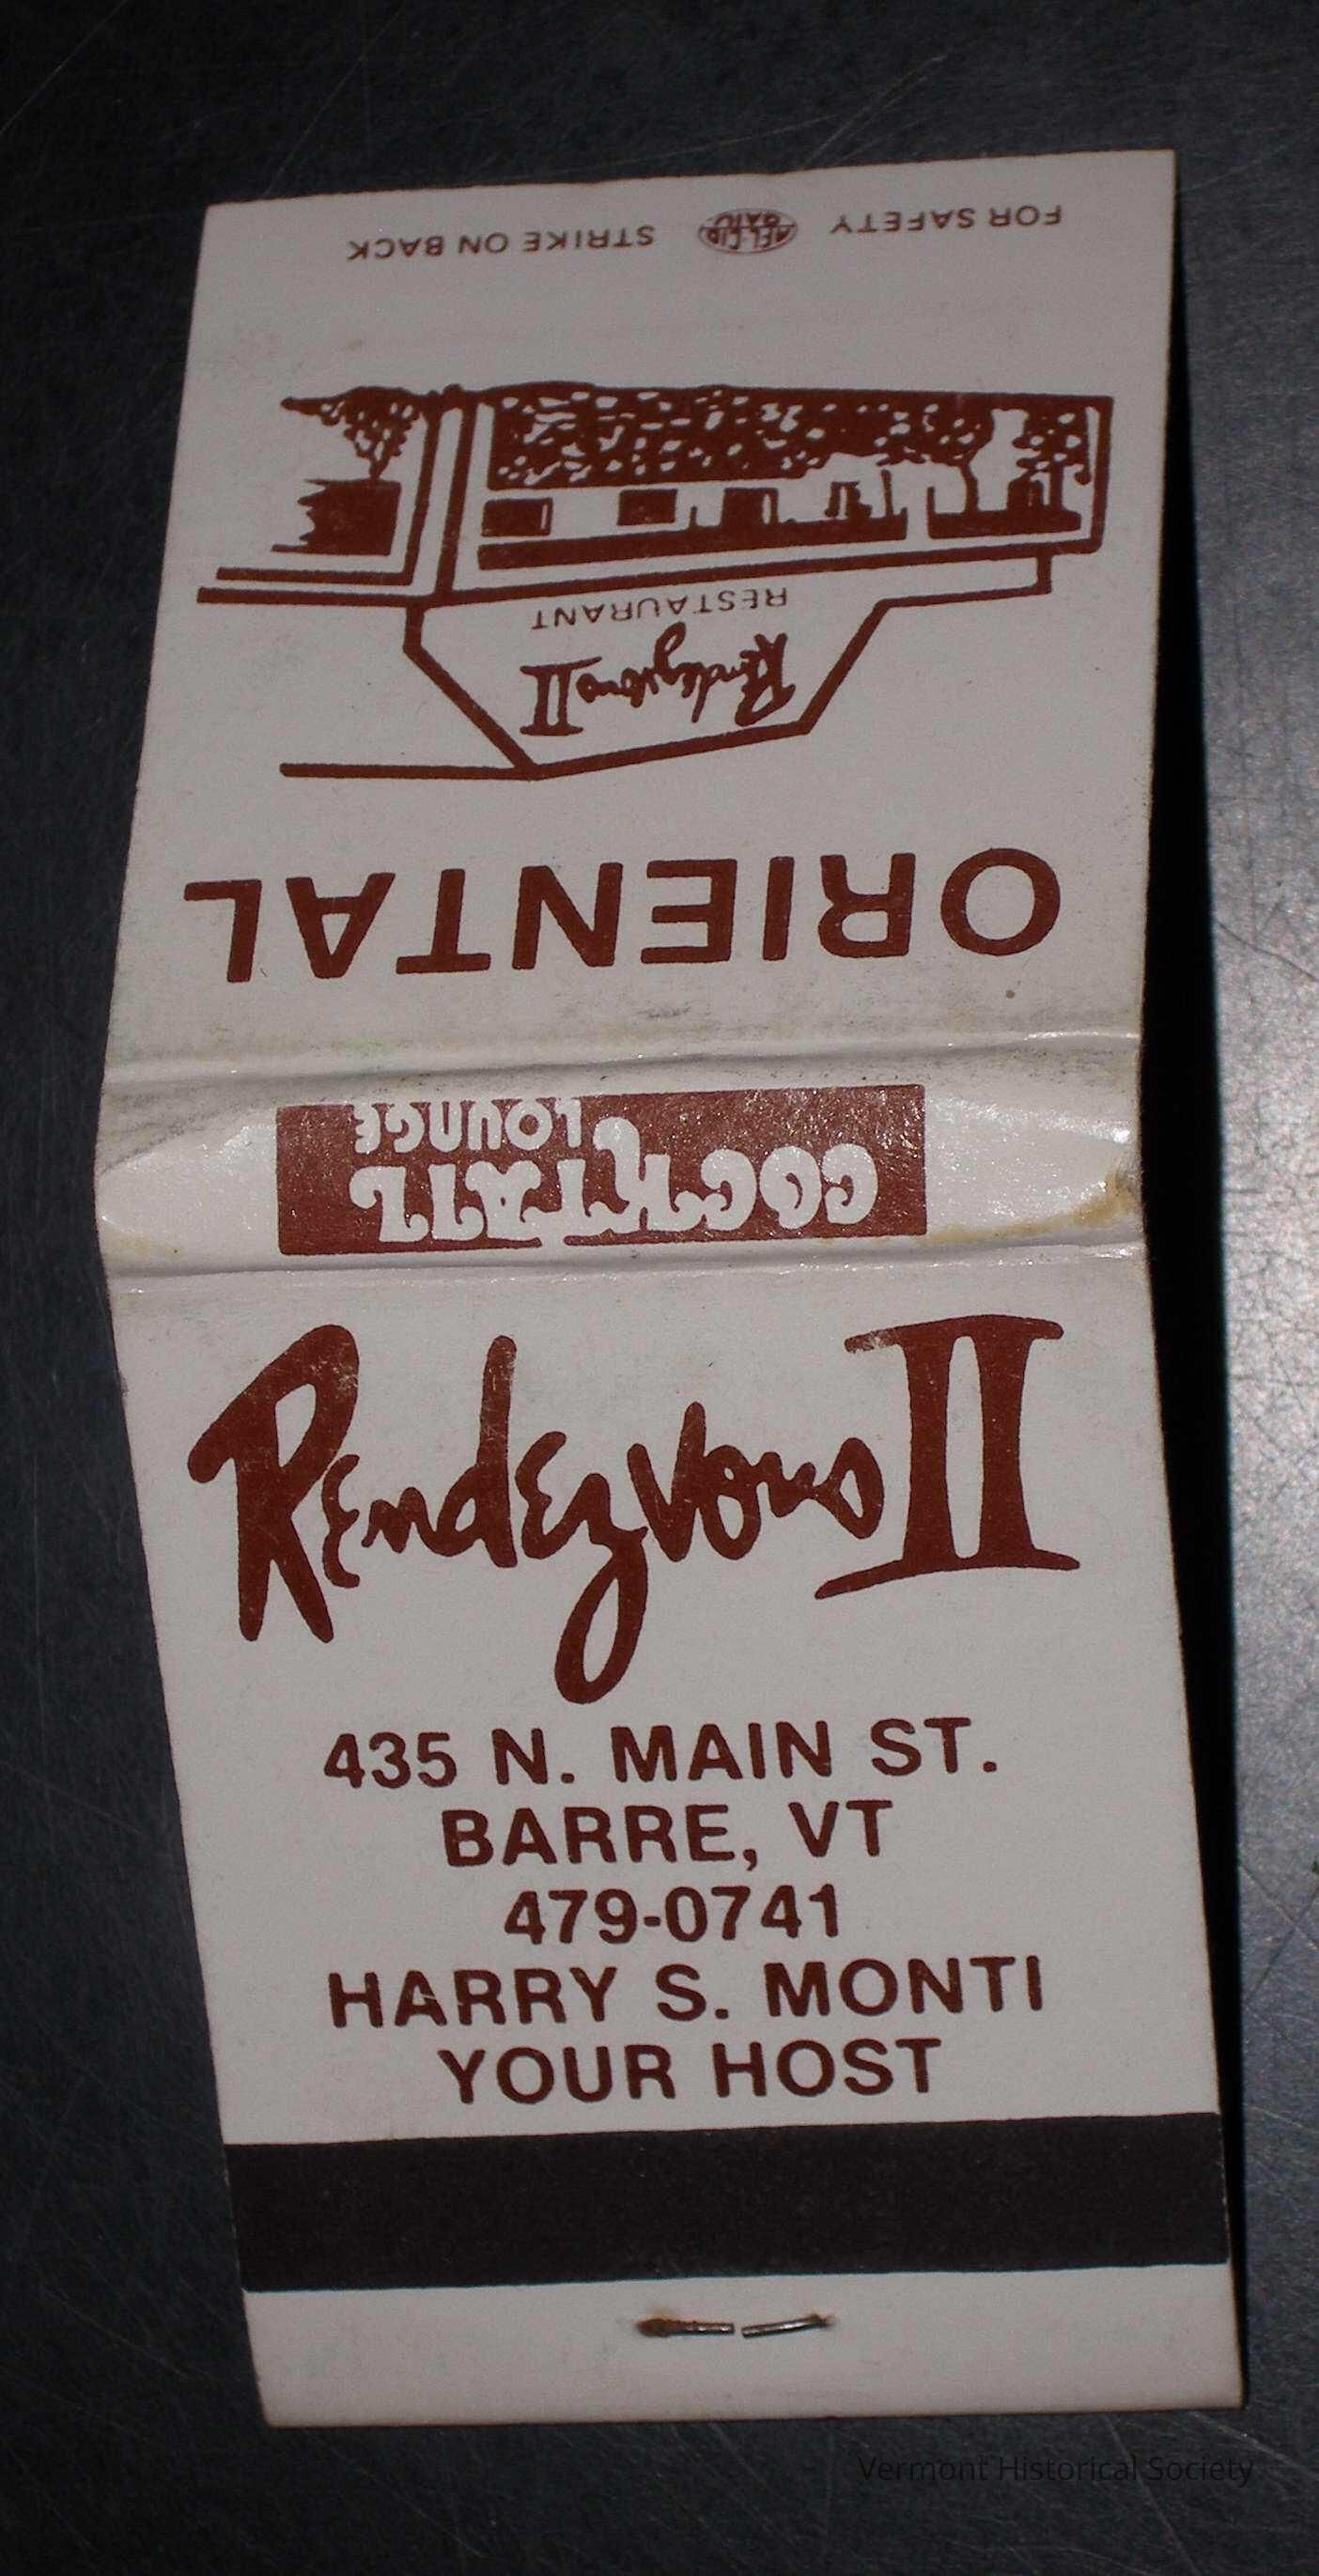 FOR SAFETY STRIKE ON BACK
Rendezvous II
RESTAURANT
ORIENTAL
COCKTAIL
LOUNGE
Rendezvous II
435 N. MAIN ST.
BARRE, VT
479-0741
HARRY S. MONTI
YOUR HOST
Vermont Historical Society